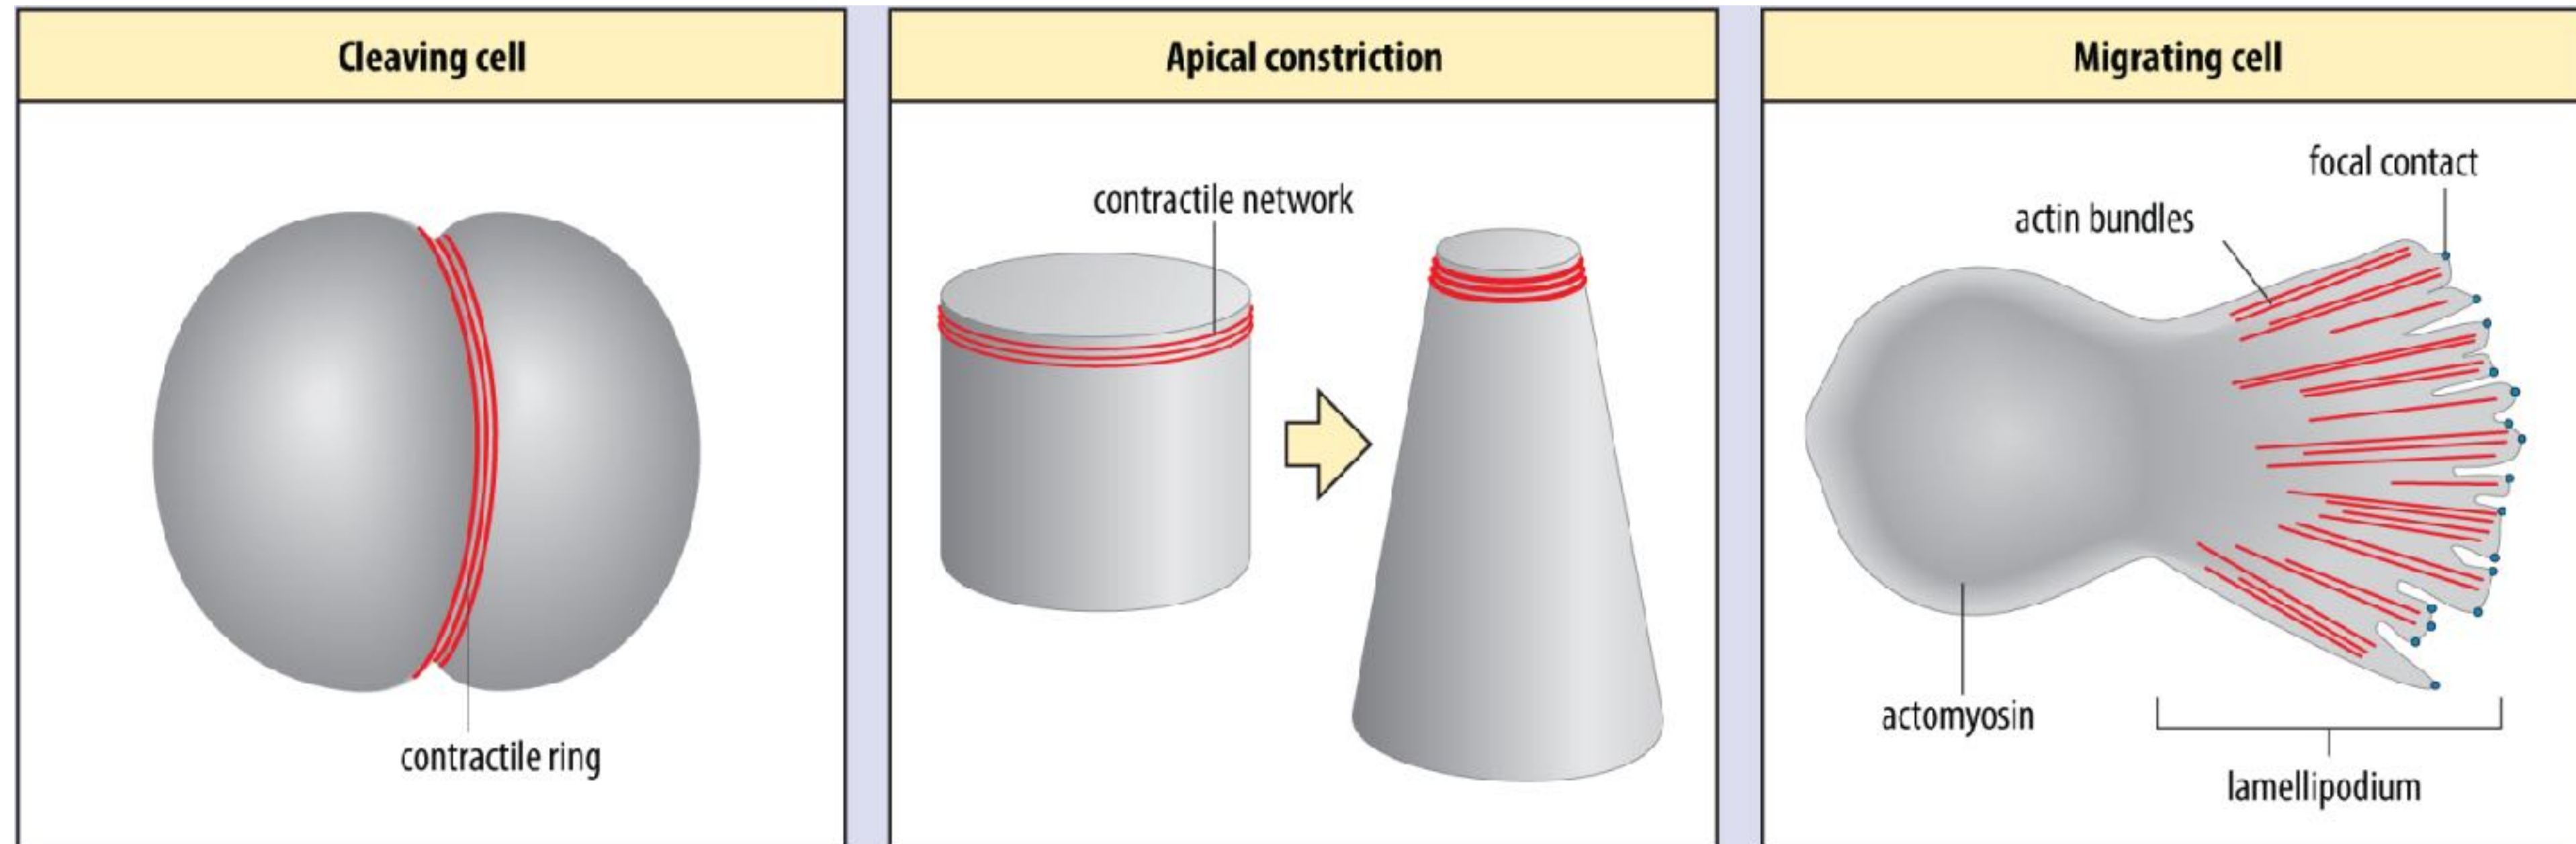 Cleaving cell
contractile ring
Apical constriction
contractile network
Migrating cell
focal contact
actin bundles
actomyosin
lamellipodium